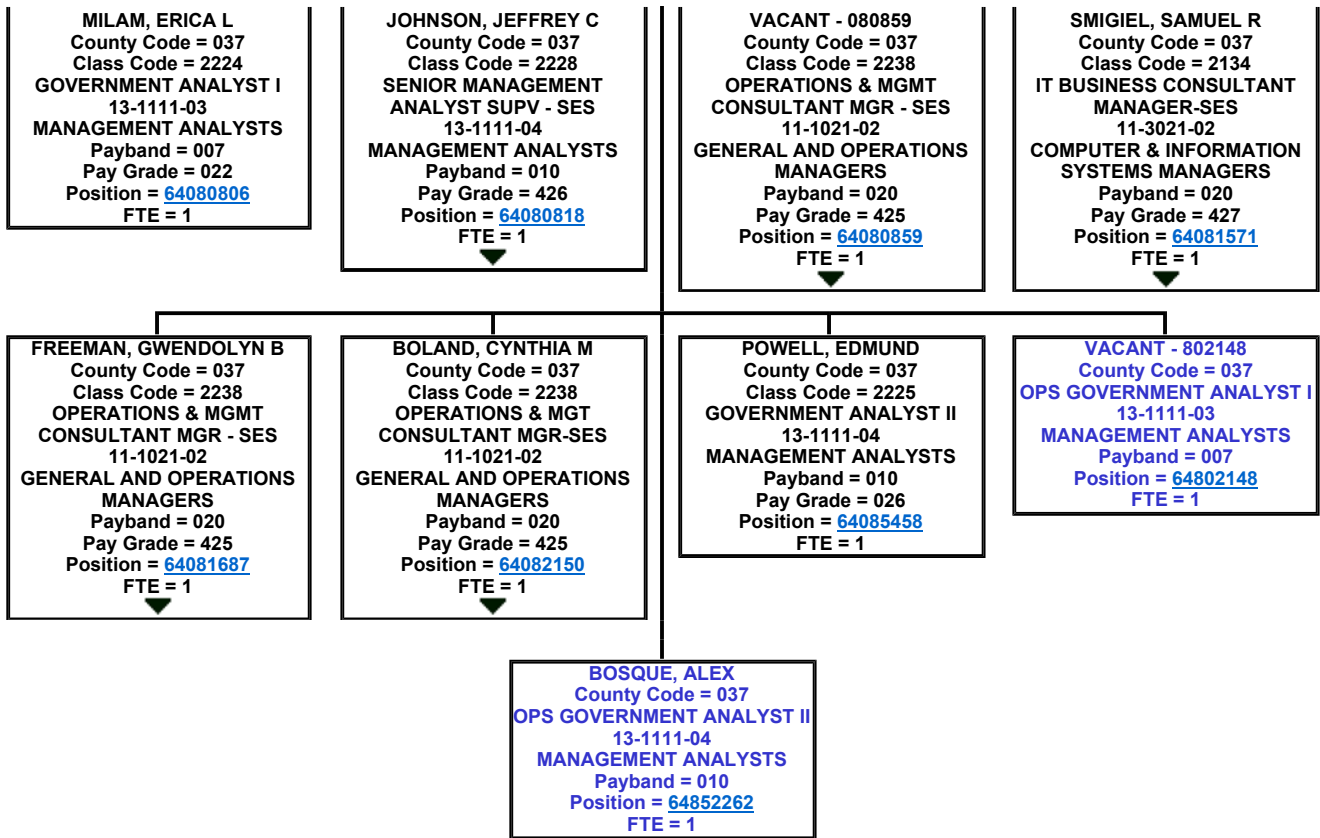 MILAM, ERICA L
County Code = 037
Class Code = 2224
GOVERNMENT ANALYST I
13-1111-03
MANAGEMENT ANALYSTS
Payband = 007
Pay Grade = 022
Position = 64080806
FTE = 1
JOHNSON, JEFFREY C
County Code = 037
Class Code = 2228
SENIOR MANAGEMENT
ANALYST SUPV - SES
13-1111-04
MANAGEMENT ANALYSTS
Payband = 010
Pay Grade = 426
Position = 64080818
FTE = 1
VACANT - 080859
County Code = 037
Class Code = 2238
OPERATIONS & MGMT
CONSULTANT MGR - SES
11-1021-02
GENERAL AND OPERATIONS
MANAGERS
Payband = 020
Pay Grade = 425
Position = 64080859
FTE = 1
SMIGIEL, SAMUEL R
County Code = 037
Class Code = 2134
IT BUSINESS CONSULTANT
MANAGER-SES
11-3021-02
COMPUTER & INFORMATION
SYSTEMS MANAGERS
Payband = 020
Pay Grade = 427
Position = 64081571
FTE = 1
FREEMAN, GWENDOLYN B
County Code = 037
Class Code = 2238
OPERATIONS & MGMT
CONSULTANT MGR - SES
11-1021-02
GENERAL AND OPERATIONS
MANAGERS
Payband = 020
Pay Grade = 425
Position = 64081687
FTE = 1
BOLAND, CYNTHIA M
County Code = 037
Class Code = 2238
OPERATIONS & MGT
CONSULTANT MGR-SES
11-1021-02
GENERAL AND OPERATIONS
MANAGERS
Payband = 020
Pay Grade = 425
Position = 64082150
FTE = 1
POWELL, EDMUND
County Code = 037
Class Code = 2225
GOVERNMENT ANALYST II
13-1111-04
MANAGEMENT ANALYSTS
Payband = 010
Pay Grade = 026
Position = 64085458
FTE = 1
VACANT - 802148
County Code = 037
OPS GOVERNMENT ANALYST I
13-1111-03
MANAGEMENT ANALYSTS
Payband = 007
Position = 64802148
FTE = 1
BOSQUE, ALEX
County Code = 037
OPS GOVERNMENT ANALYST II
13-1111-04
MANAGEMENT ANALYSTS
Payband = 010
Position = 64852262
FTE = 1